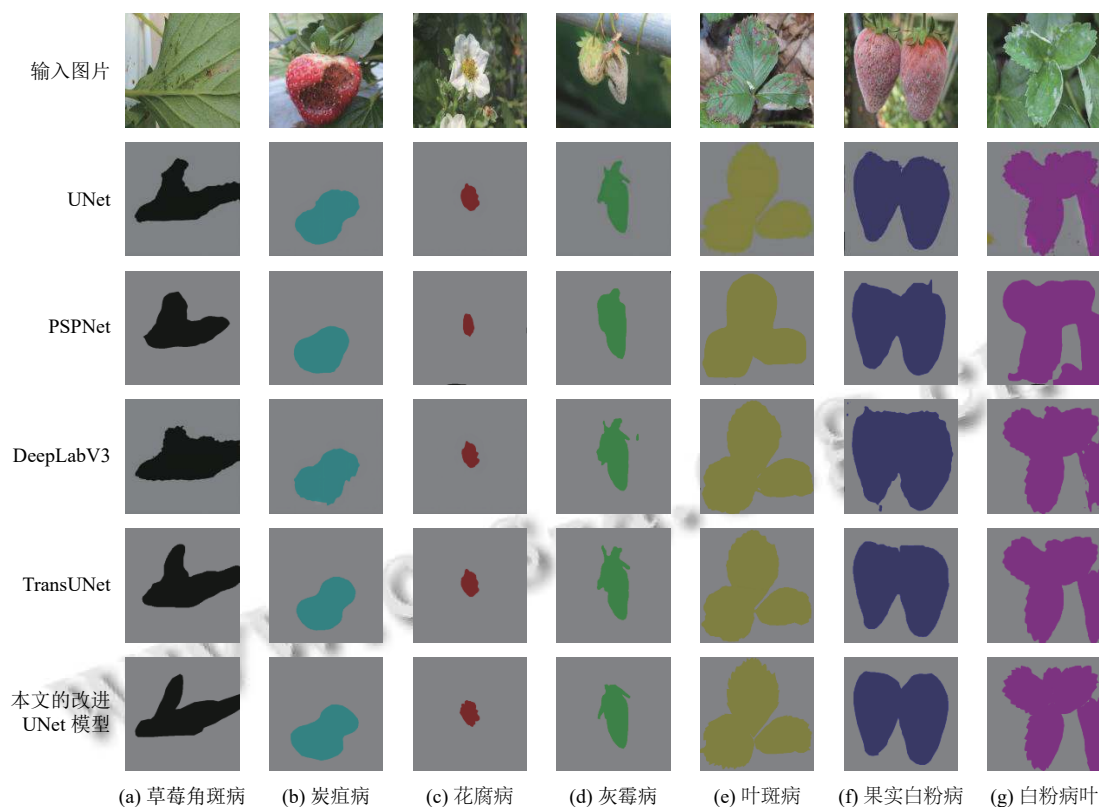 输入图片
UNet
PSPNet
DeepLabV3
TransUNet
本文的改进
UNet 模型
(a) 草莓角斑病 (b) 炭疽病 (c) 花腐病 (d) 灰霉病 (e) 叶斑病 (f) 果实白粉病 (g) 白粉病叶